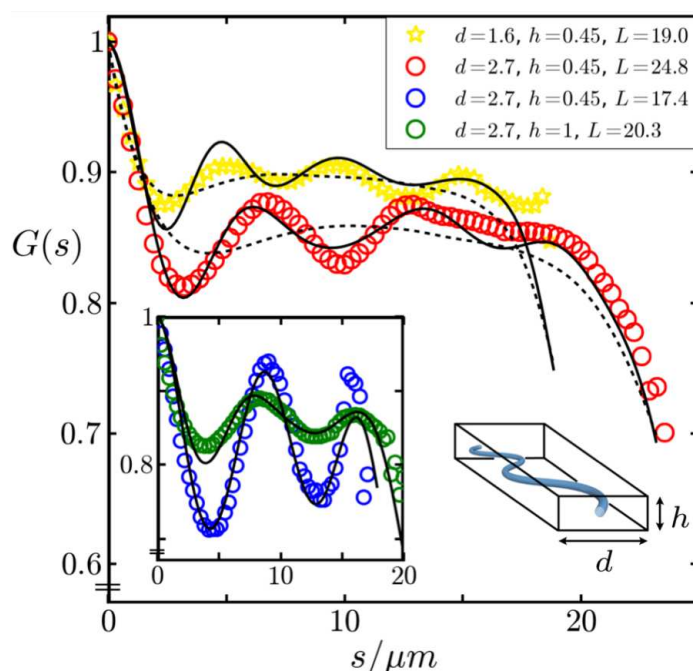 1
0.9
0.8
0.7
0.6
G(s)
0
10
20
s/μm
d=1.6, h=0.45, L=19.0
d=2.7, h=0.45, L=24.8
d=2.7, h=0.45, L=17.4
d=2.7, h=1, L=20.3
1
0.8
0
10
20
h
d